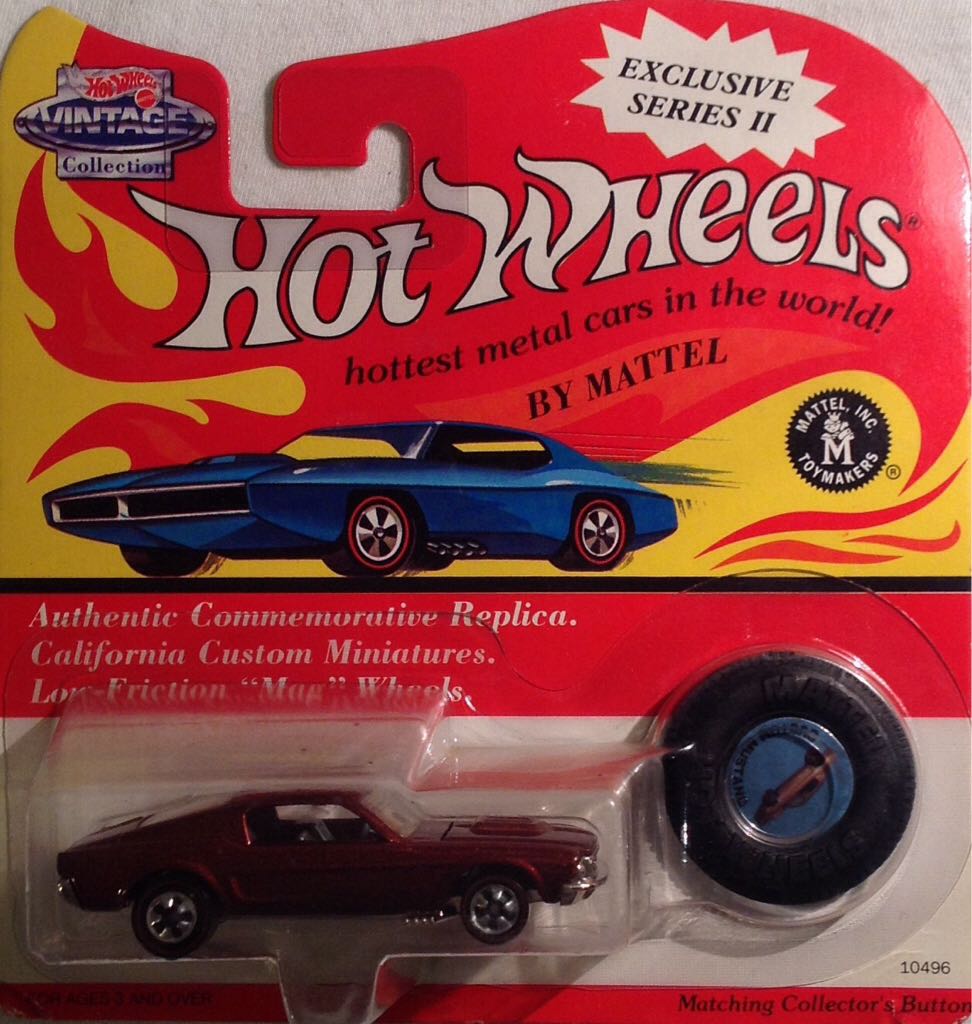 EXCLUSIVE
SERIES II
Hot Wheels
VINTAGE
Collection
HOT WHEELS®
hottest metal cars in the world!
BY MATTEL
MATTEL, INC.
M
TOYMAKERS ®
Authentic Commemorative Replica.
California Custom Miniatures.
Low-Friction "Mag" Wheels.
MATTEL
CUSTOM MUSTANG
10496
FOR AGES 3 AND OVER
Matching Collector's Button